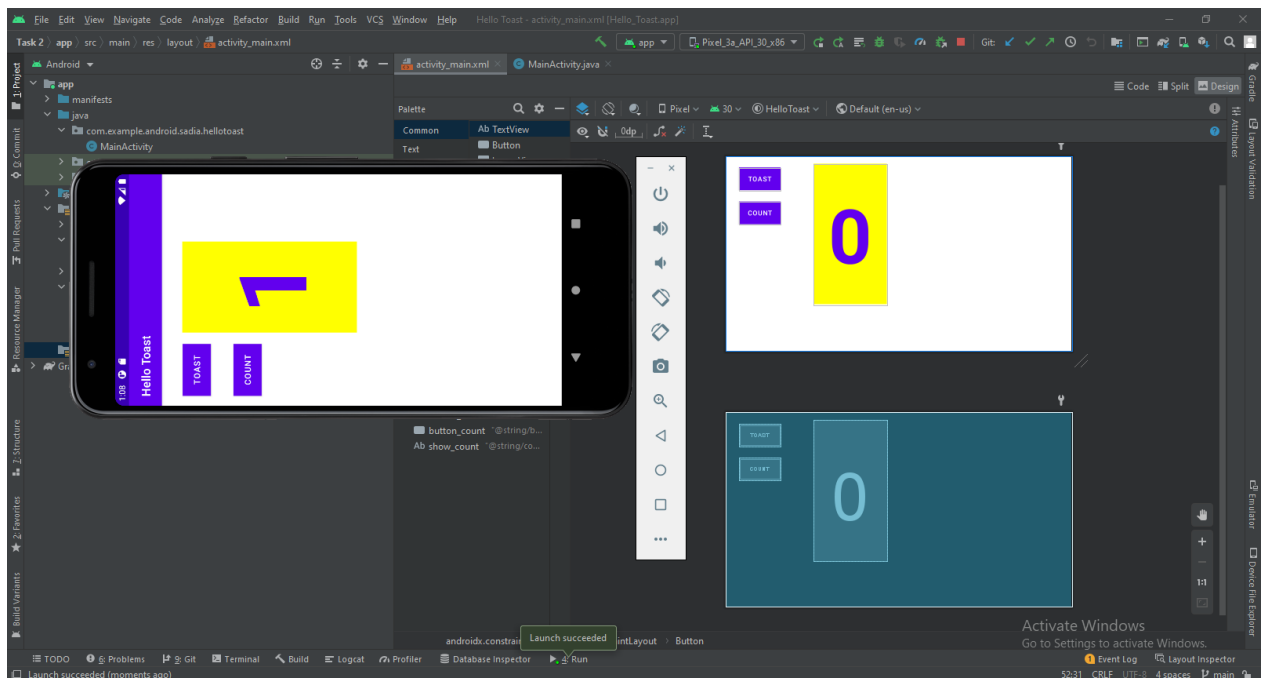 File Edit View Navigate Code Analyze Refactor Build Run Tools VCS Window Help Hello Toast - activity_main.xml [Hello_Toast.app]
Task 2 app src main res layout activity_main.xml app Pixel_3a_API_30_x86 Git:
1: Project
Android
activity_main.xml MainActivity.java
Gradle
app
Code Split Design
manifests
java
Palette
Pixel 30 HelloToast Default (en-us)
com.example.android.sadia.hellotoast
Common Ab TextView
0dp
MainActivity
Text Button
0: Commit
Attributes
Layout Validation
Pull Requests
Resource Manager
1:08
Hello Toast
TOAST
COUNT
1
TOAST
COUNT
0
button_count "@string/b...
Ab show_count "@string/co...
TOAST
COUNT
0
Z: Structure
2: Favorites
Build Variants
Emulator
Device File Explorer
1:1
Activate Windows
Go to Settings to activate Windows.
Launch succeeded
Button
TODO 6: Problems 9: Git Terminal Build Logcat Profiler Database Inspector 4: Run
1 Event Log Layout Inspector
Launch succeeded (moments ago)
52:31 CRLF UTF-8 4 spaces main